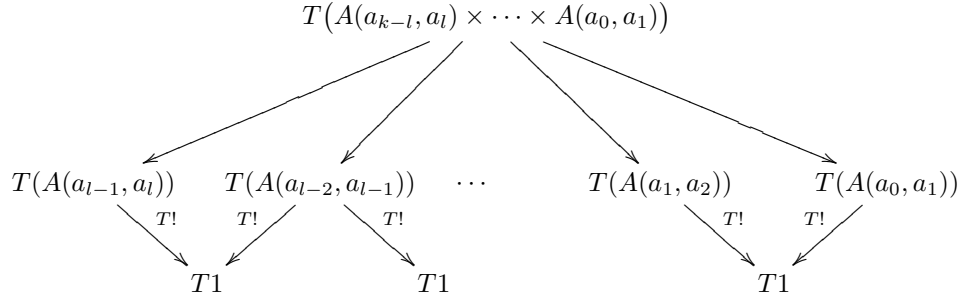 T(A(a_{k-l}, a_l) × ··· × A(a_0, a_1))
T(A(a_{l-1}, a_l)) T(A(a_{l-2}, a_{l-1})) ··· T(A(a_1, a_2)) T(A(a_0, a_1))
T! T! T! T! T!
T1 T1 T1